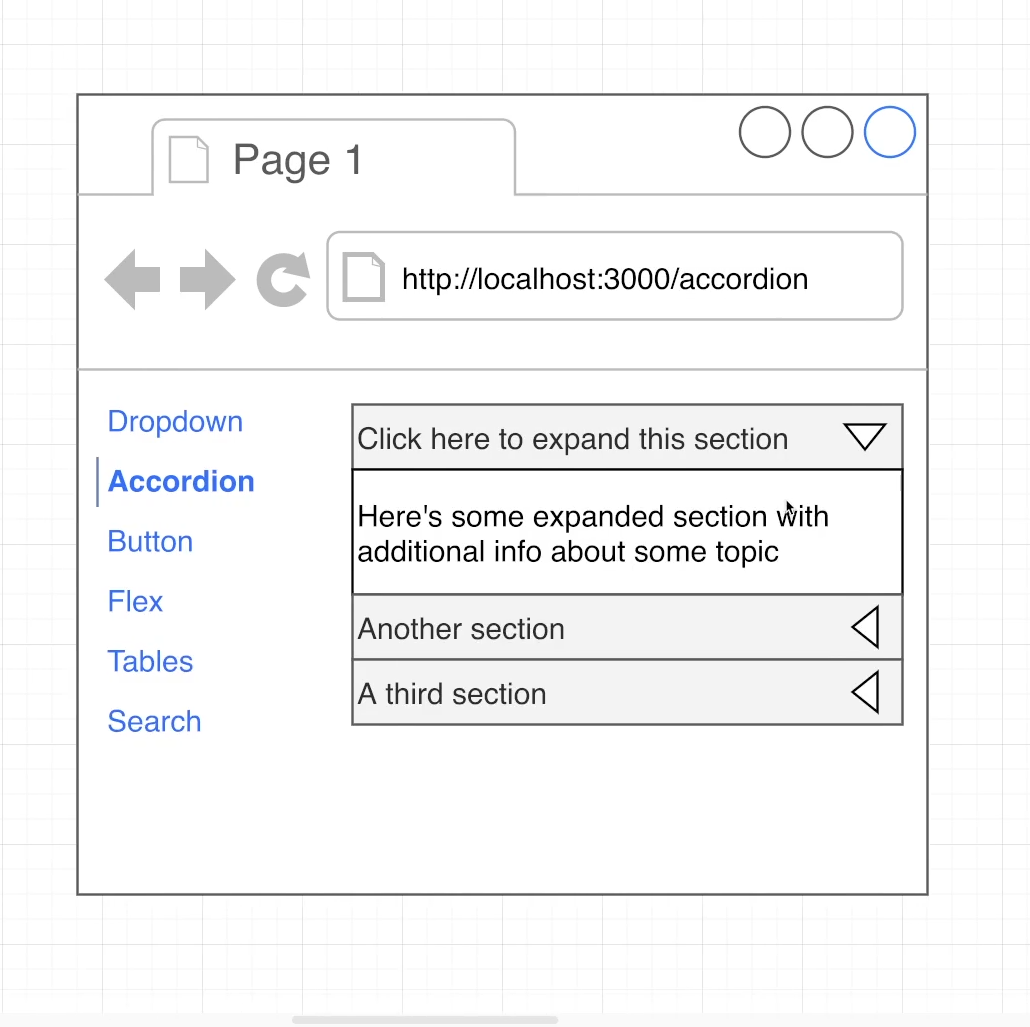 Page 1
http://localhost:3000/accordion
Dropdown
Accordion
Button
Flex
Tables
Search
Click here to expand this section
Here's some expanded section with
additional info about some topic
Another section
A third section